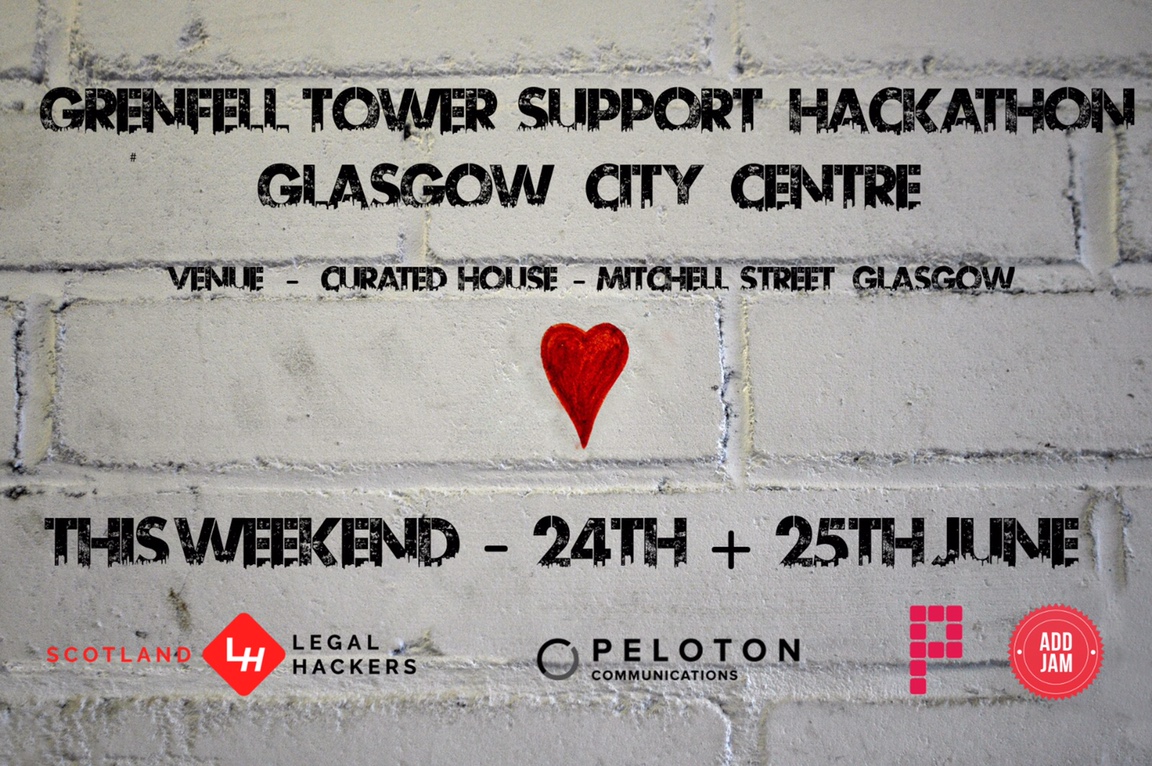 GRENFELL TOWER SUPPORT HACKATHON
#
GLASGOW CITY CENTRE
VENUE - CURATED HOUSE - MITCHELL STREET GLASGOW
THIS WEEKEND - 24TH + 25TH JUNE
SCOTLAND LH LEGAL HACKERS
PELOTON
COMMUNICATIONS
P
ADD
JAM